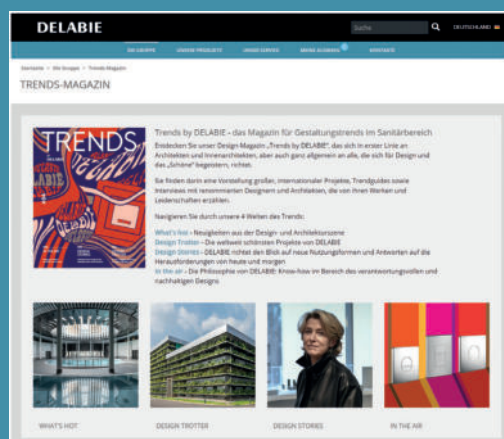 DELABIE
Suche
DEUTSCHLAND
DIE GRUPPE UNSERE PRODUKTE UNSER SERVICE MEINE AUSWAHL KONTAKTE
Startseite > Die Gruppe > Trends-Magazin
TRENDS-MAGAZIN
TRENDS
Trends by DELABIE - das Magazin für Gestaltungstrends im Sanitärbereich
Entdecken Sie unser Design-Magazin „Trends by DELABIE", das sich in erster Linie an
Architekten und Innenarchitekten, aber auch ganz allgemein an alle, die sich für Design und
das „Schöne" begeistern, richtet.
Sie finden darin eine Vorstellung großer, internationaler Projekte, Trendguides sowie
Interviews mit renommierten Designern und Architekten, die von ihren Werken und
Leidenschaften erzählen.
Navigieren Sie durch unsere 4 Welten des Trends:
What's hot - Neuigkeiten aus der Design- und Architekturszene
Design Trotter - Die weltweit schönsten Projekte von DELABIE
Design Stories - DELABIE richtet den Blick auf neue Nutzungsformen und Antworten auf die
Herausforderungen von heute und morgen
In the air - Die Philosophie von DELABIE: Know-how im Bereich des verantwortungsvollen und
nachhaltigen Designs
WHAT'S HOT
DESIGN TROTTER
DESIGN STORIES
IN THE AIR